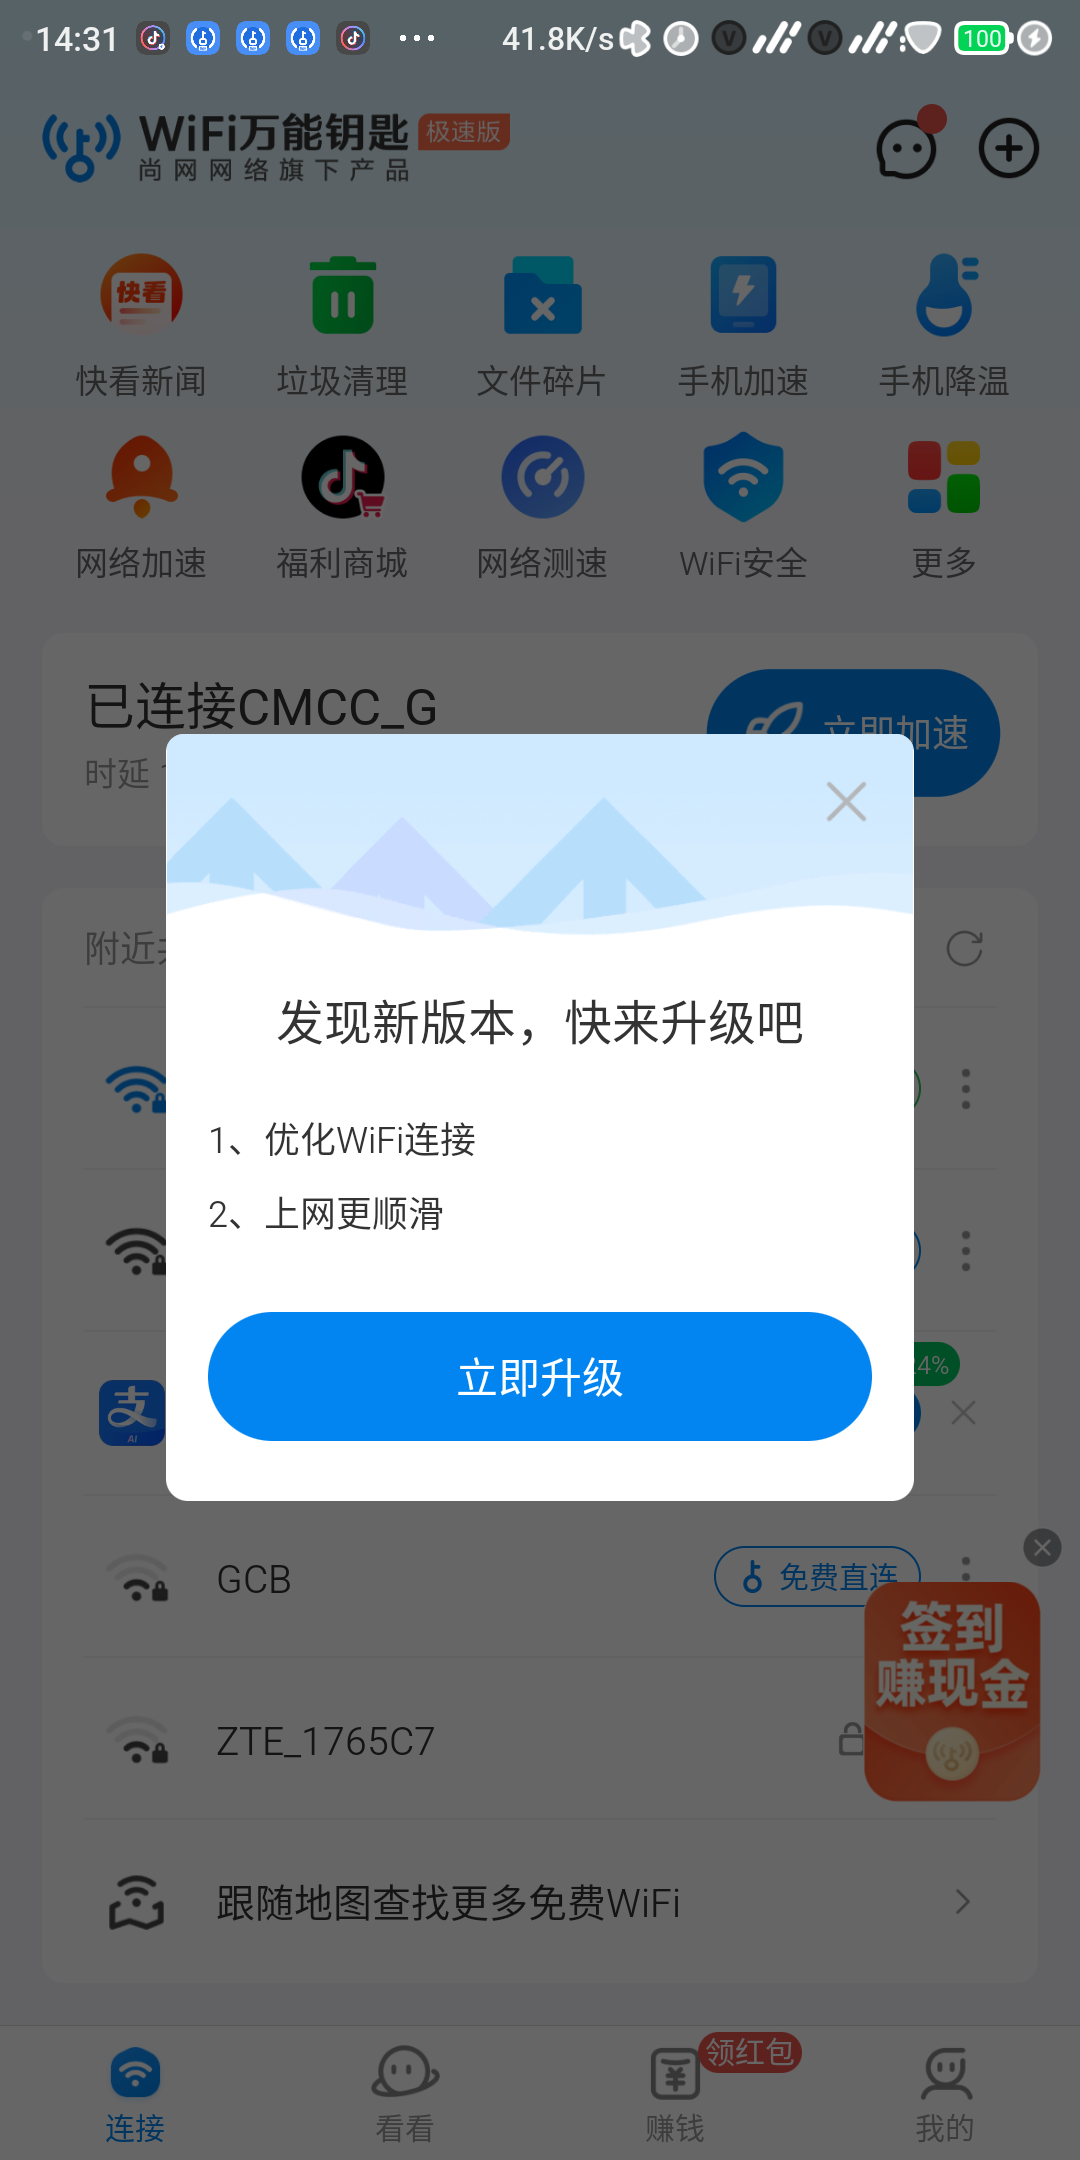 14:31
41.8K/s
100
WiFi万能钥匙
极速版
尚网网络旗下产品
快看
快看新闻
垃圾清理
文件碎片
手机加速
手机降温
网络加速
福利商城
网络测速
WiFi安全
更多
已连接CMCC_G
立即加速
时延
附近
发现新版本，快来升级吧
1、优化WiFi连接
2、上网更顺滑
立即升级
支
AI
4%
GCB
免费直连
签到
赚现金
ZTE_1765C7
跟随地图查找更多免费WiFi
领红包
连接
看看
赚钱
我的